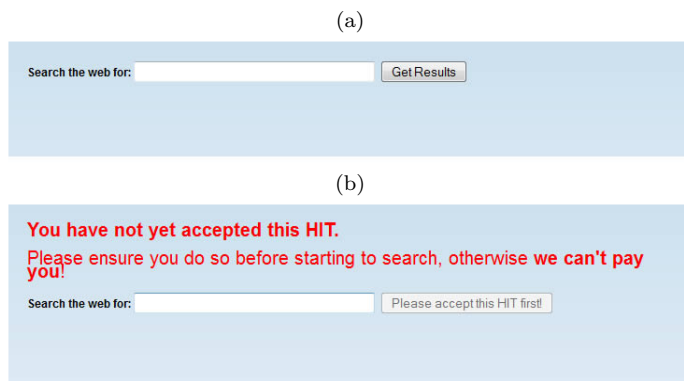 (a)
Search the web for: Get Results
(b)
You have not yet accepted this HIT.
Please ensure you do so before starting to search, otherwise we can't pay
you!
Search the web for: Please accept this HIT first!